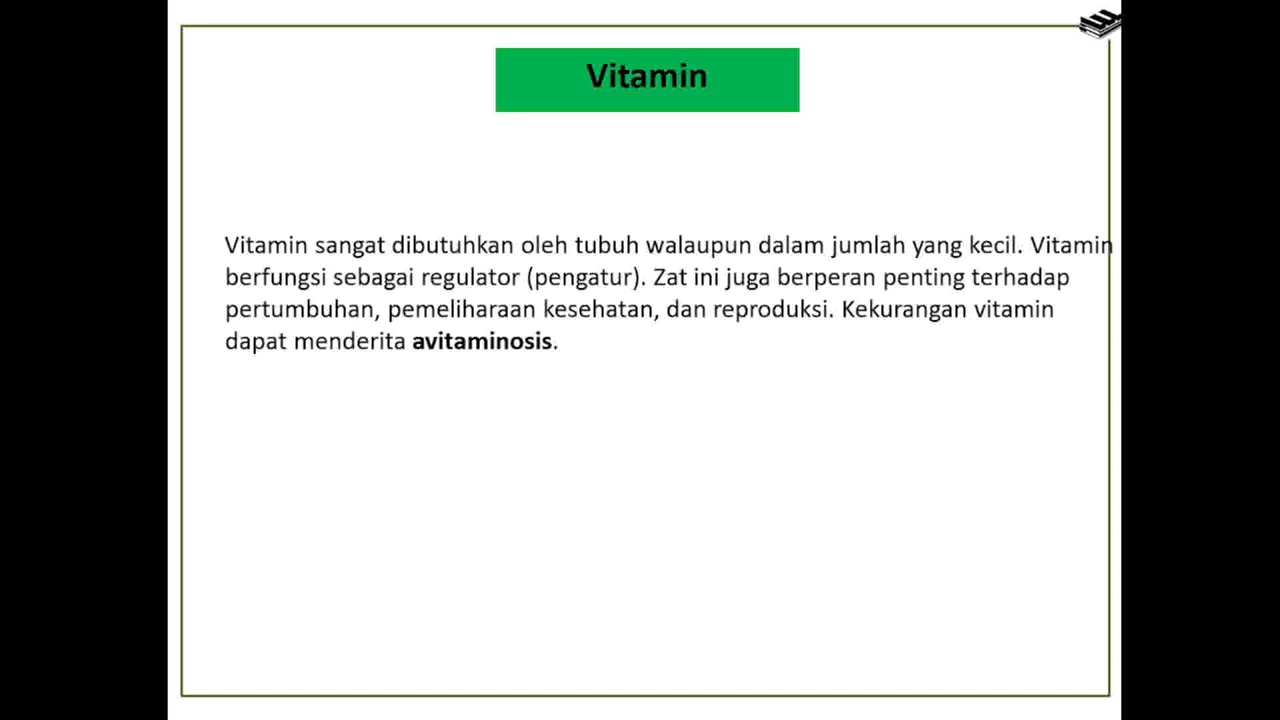 Vitamin
Vitamin sangat dibutuhkan oleh tubuh walaupun dalam jumlah yang kecil. Vitamin
berfungsi sebagai regulator (pengatur). Zat ini juga berperan penting terhadap
pertumbuhan, pemeliharaan kesehatan, dan reproduksi. Kekurangan vitamin
dapat menderita avitaminosis.